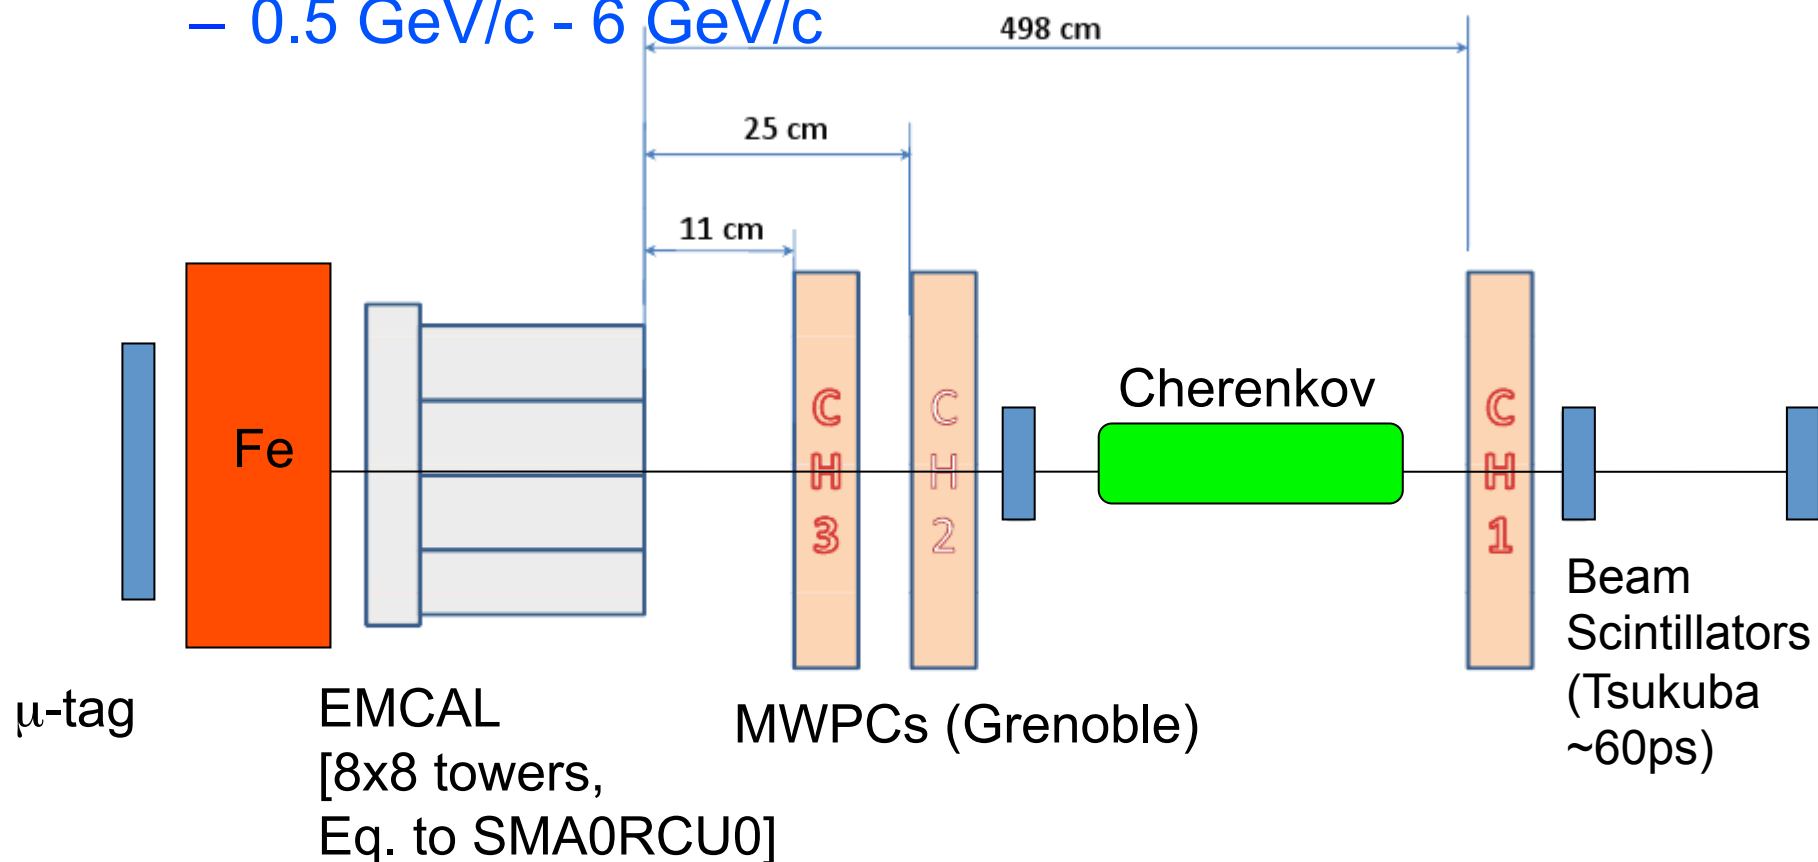 – 0.5 GeV/c - 6 GeV/c
498 cm
25 cm
11 cm
Cherenkov
Fe
CH3
CH2
CH1
Beam
Scintillators
(Tsukuba
~60ps)
μ-tag
EMCAL
[8x8 towers,
Eq. to SMA0RCU0]
MWPCs (Grenoble)